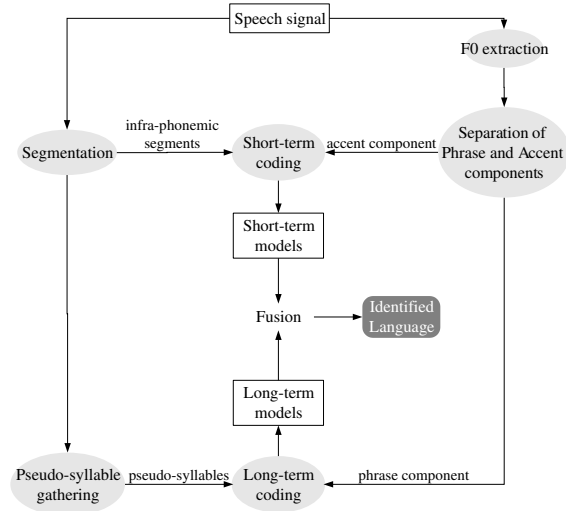 Speech signal
F0 extraction
infra-phonemic
segments
Segmentation
Short-term
coding
accent component
Separation of
Phrase and Accent
components
Short-term
models
Fusion
Identified
Language
Long-term
models
Pseudo-syllable
gathering
pseudo-syllables
Long-term
coding
phrase component